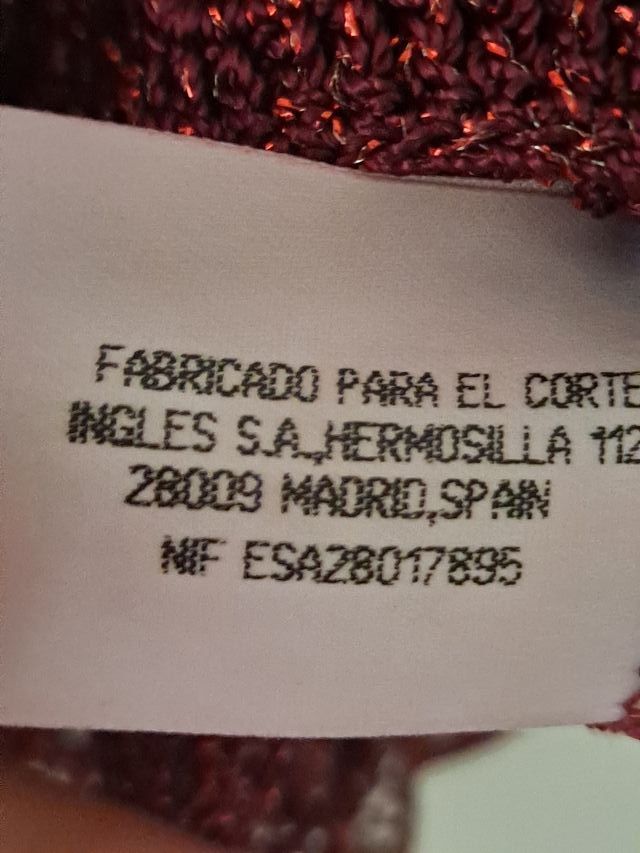 FABRICADO PARA EL CORTE
INGLES S.A.,HERMOSILLA 112
28009 MADRID,SPAIN
NIF ESA28017895